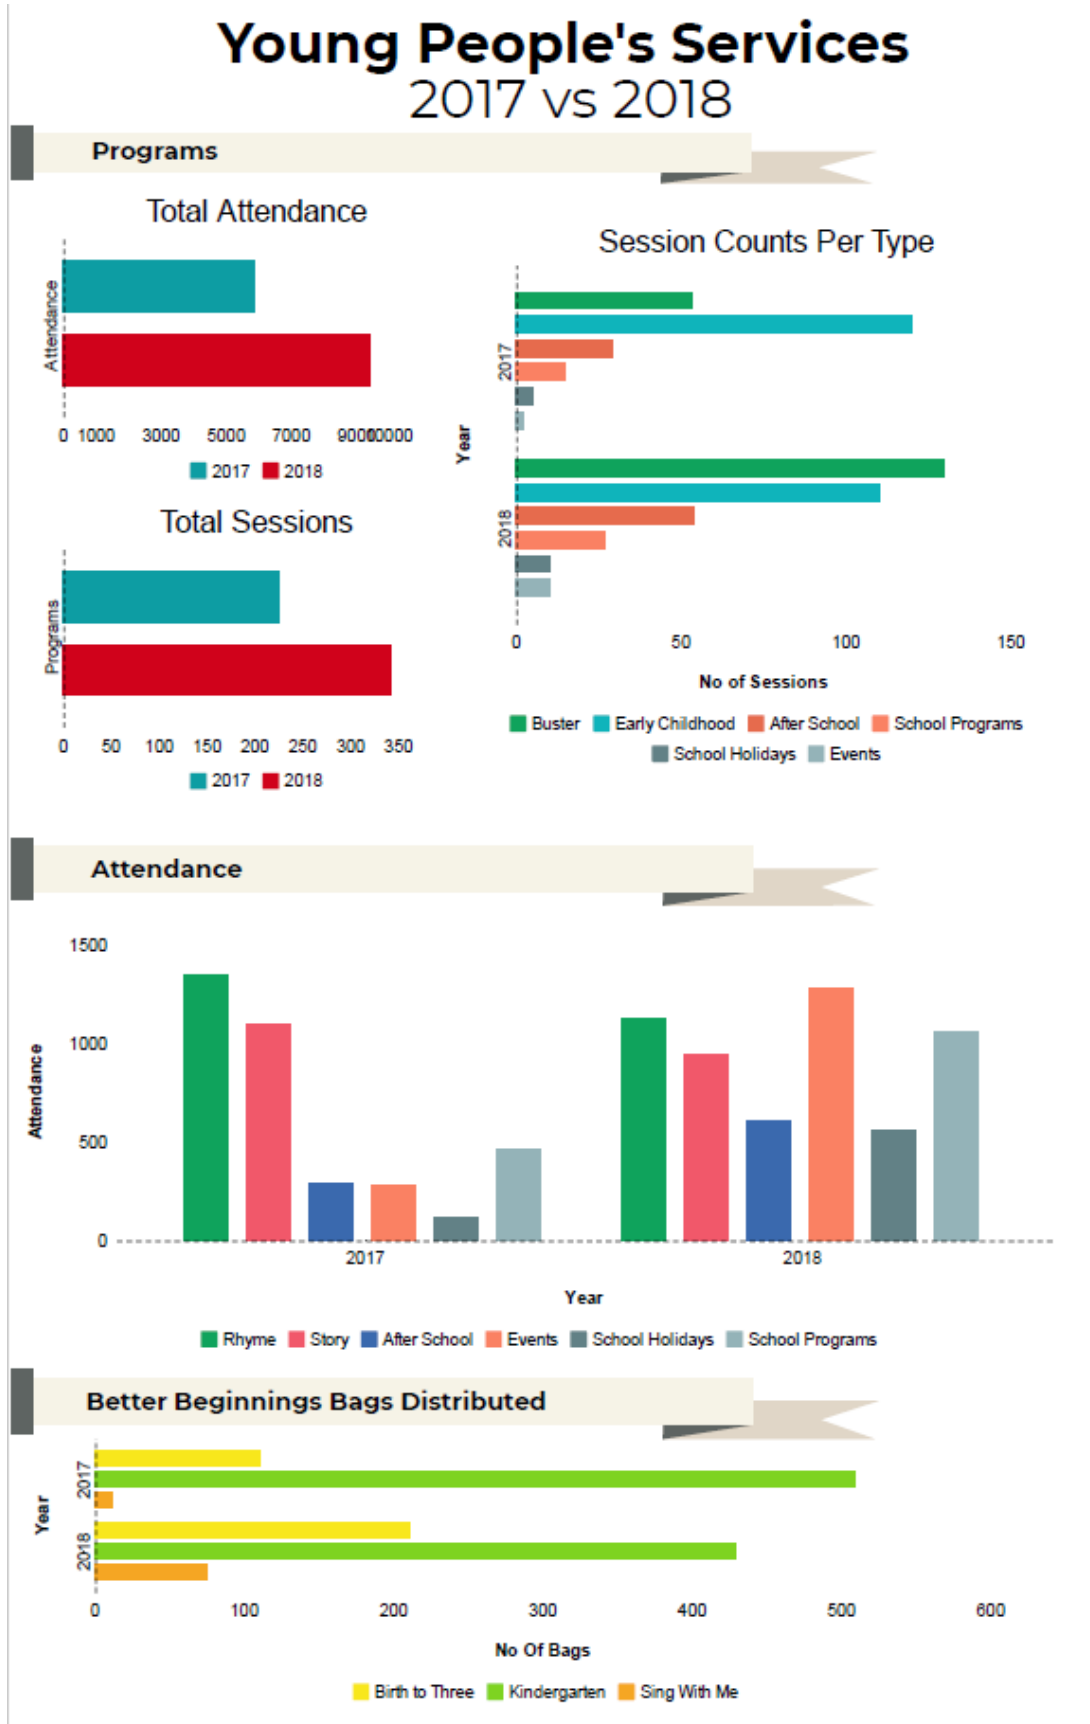 Young People's Services
2017 vs 2018
Programs
Total Attendance
Attendance
0 1000 3000 5000 7000 9000 10000
2017 2018
Total Sessions
Programs
0 50 100 150 200 250 300 350
2017 2018
Session Counts Per Type
Year
2017
2018
0 50 100 150
No of Sessions
Buster Early Childhood After School School Programs
School Holidays Events
Attendance
Attendance
1500
1000
500
0
2017 2018
Year
Rhyme Story After School Events School Holidays School Programs
Better Beginnings Bags Distributed
Year
2017
2018
0 100 200 300 400 500 600
No Of Bags
Birth to Three Kindergarten Sing With Me